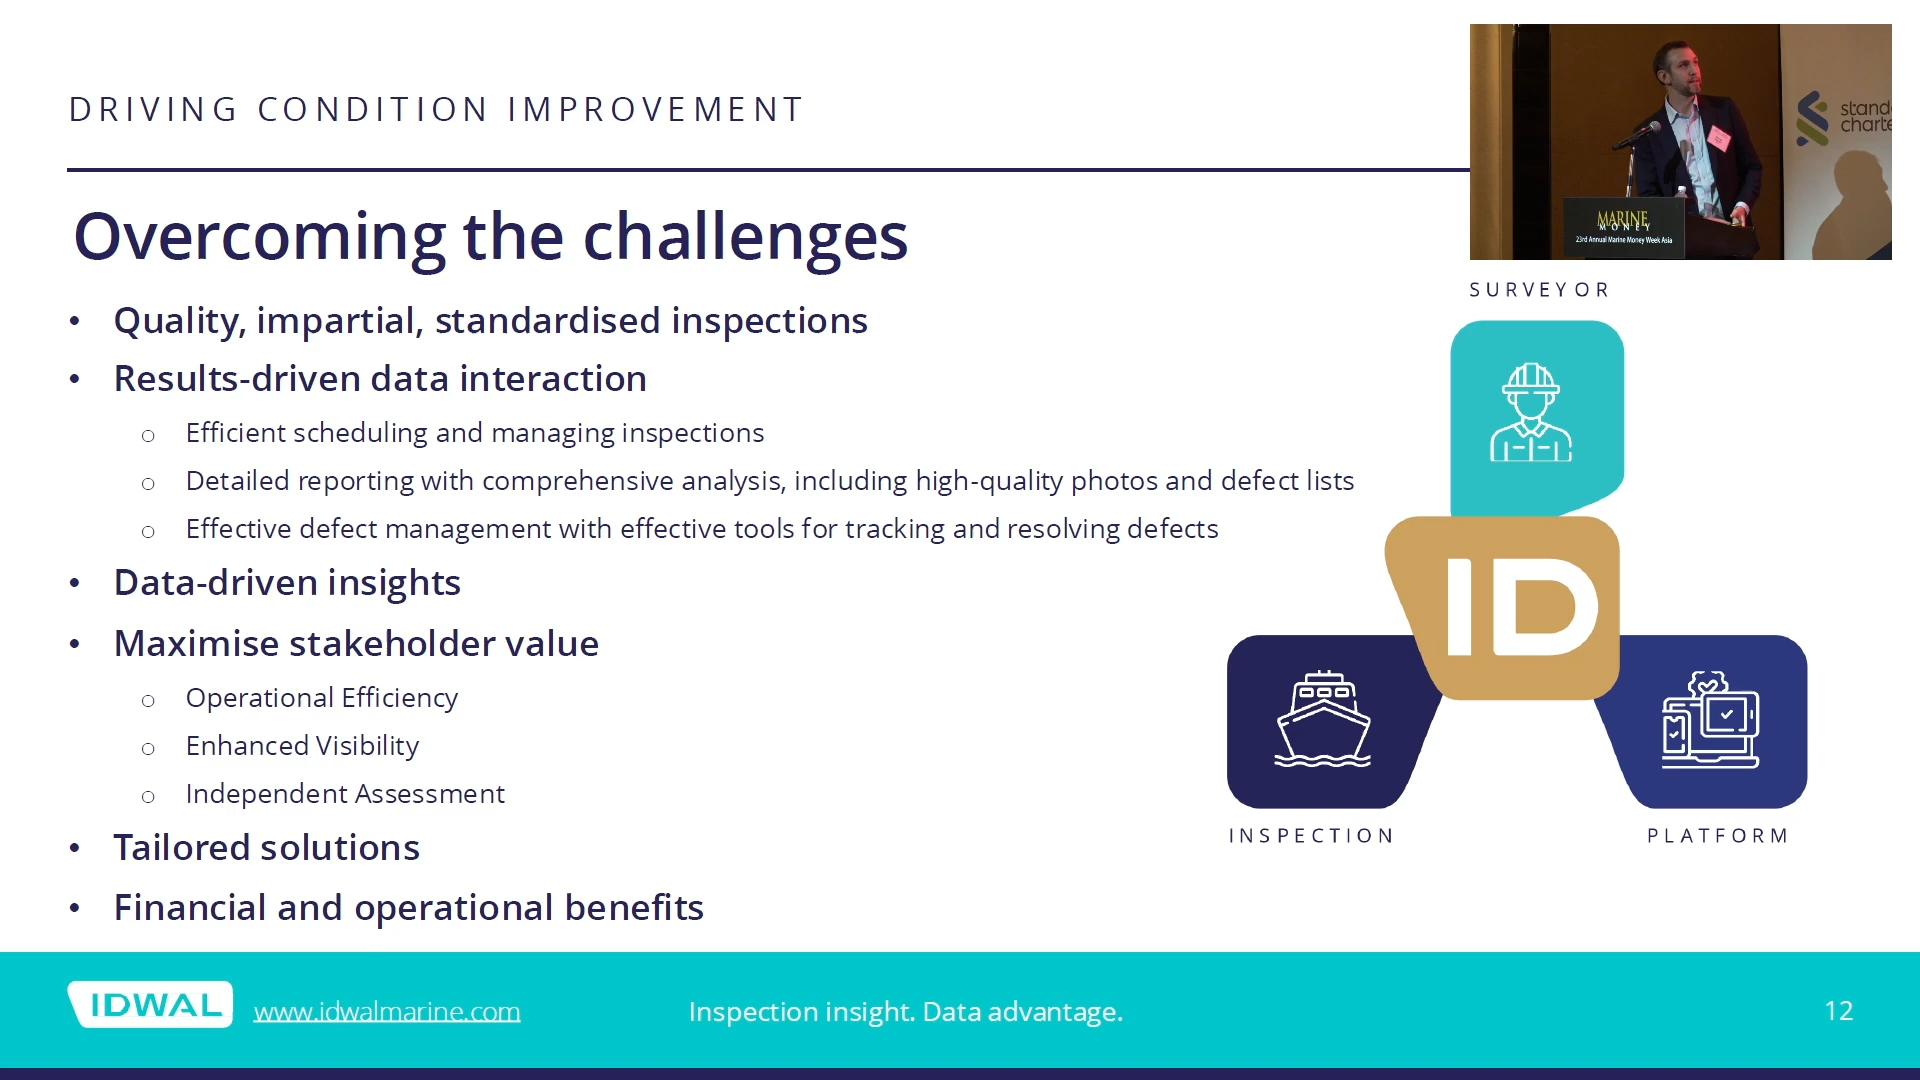 DRIVING CONDITION IMPROVEMENT
Overcoming the challenges
• Quality, impartial, standardised inspections
• Results-driven data interaction
o Efficient scheduling and managing inspections
o Detailed reporting with comprehensive analysis, including high-quality photos and defect lists
o Effective defect management with effective tools for tracking and resolving defects
• Data-driven insights
• Maximise stakeholder value
o Operational Efficiency
o Enhanced Visibility
o Independent Assessment
• Tailored solutions
• Financial and operational benefits
stand
charte
MARINE
MONEY
23rd Annual Marine Money Week Asia
SURVEYOR
ID
INSPECTION
PLATFORM
IDWAL
www.idwalmarine.com
Inspection insight. Data advantage.
12